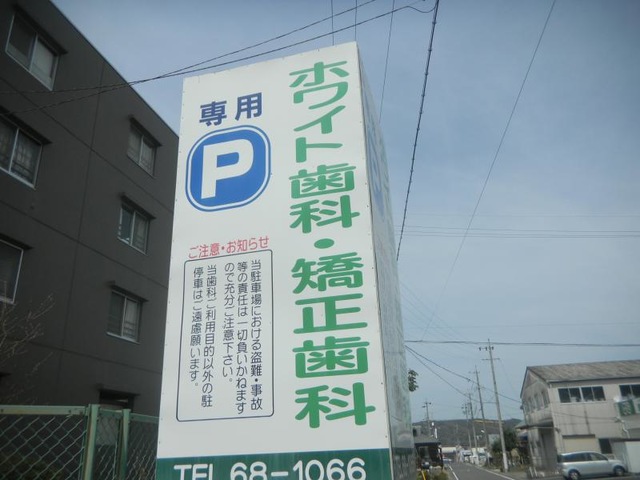 ホワイト歯科・矯正歯科
専用
P
ご注意・お知らせ
当駐車場における盗難・事故
等の責任は一切負いかねます
ので充分ご注意下さい。
当歯科ご利用目的以外の駐
停車はご遠慮願います。
TEL 68-1066